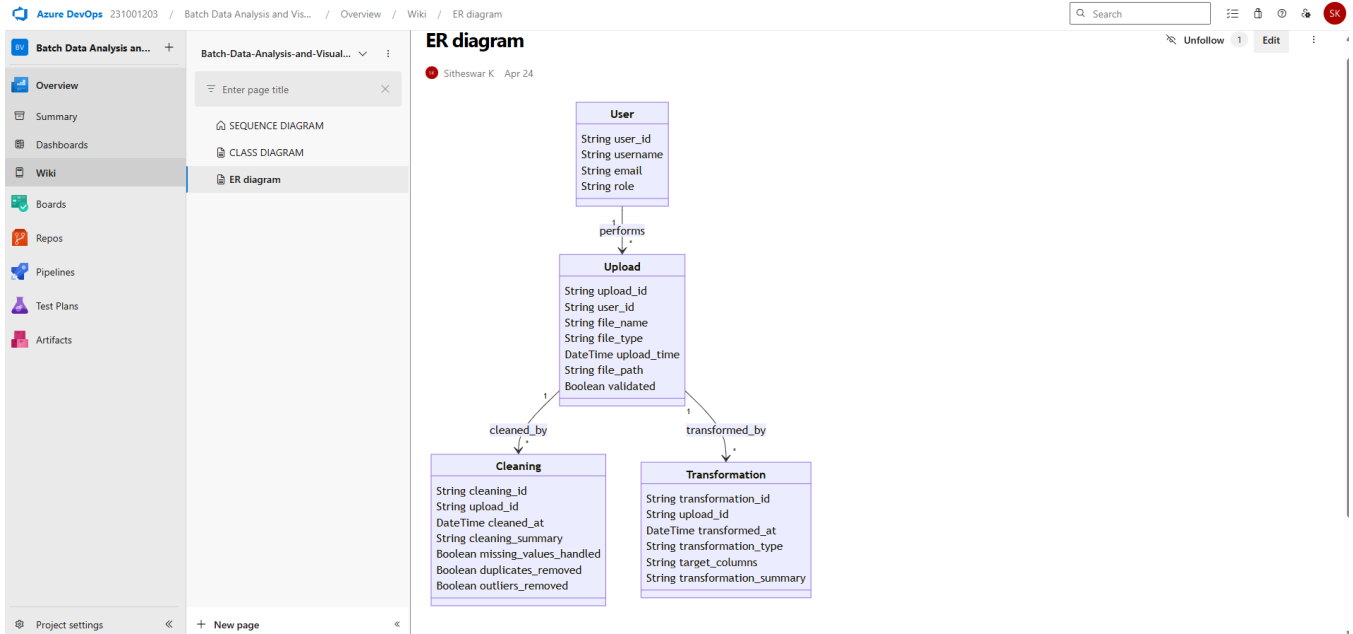 Azure DevOps 231001203 / Batch Data Analysis and Vis... / Overview / Wiki / ER diagram
Search
SK
BV Batch Data Analysis an... +
Overview
Summary
Dashboards
Wiki
Boards
Repos
Pipelines
Test Plans
Artifacts
Project settings
Batch-Data-Analysis-and-Visual...
Enter page title
SEQUENCE DIAGRAM
CLASS DIAGRAM
ER diagram
+ New page
ER diagram
Unfollow 1 Edit
SK Sitheswar K Apr 24
User
String user_id
String username
String email
String role
1
performs
*
Upload
String upload_id
String user_id
String file_name
String file_type
DateTime upload_time
String file_path
Boolean validated
1
cleaned_by
*
1
transformed_by
*
Cleaning
String cleaning_id
String upload_id
DateTime cleaned_at
String cleaning_summary
Boolean missing_values_handled
Boolean duplicates_removed
Boolean outliers_removed
Transformation
String transformation_id
String upload_id
DateTime transformed_at
String transformation_type
String target_columns
String transformation_summary